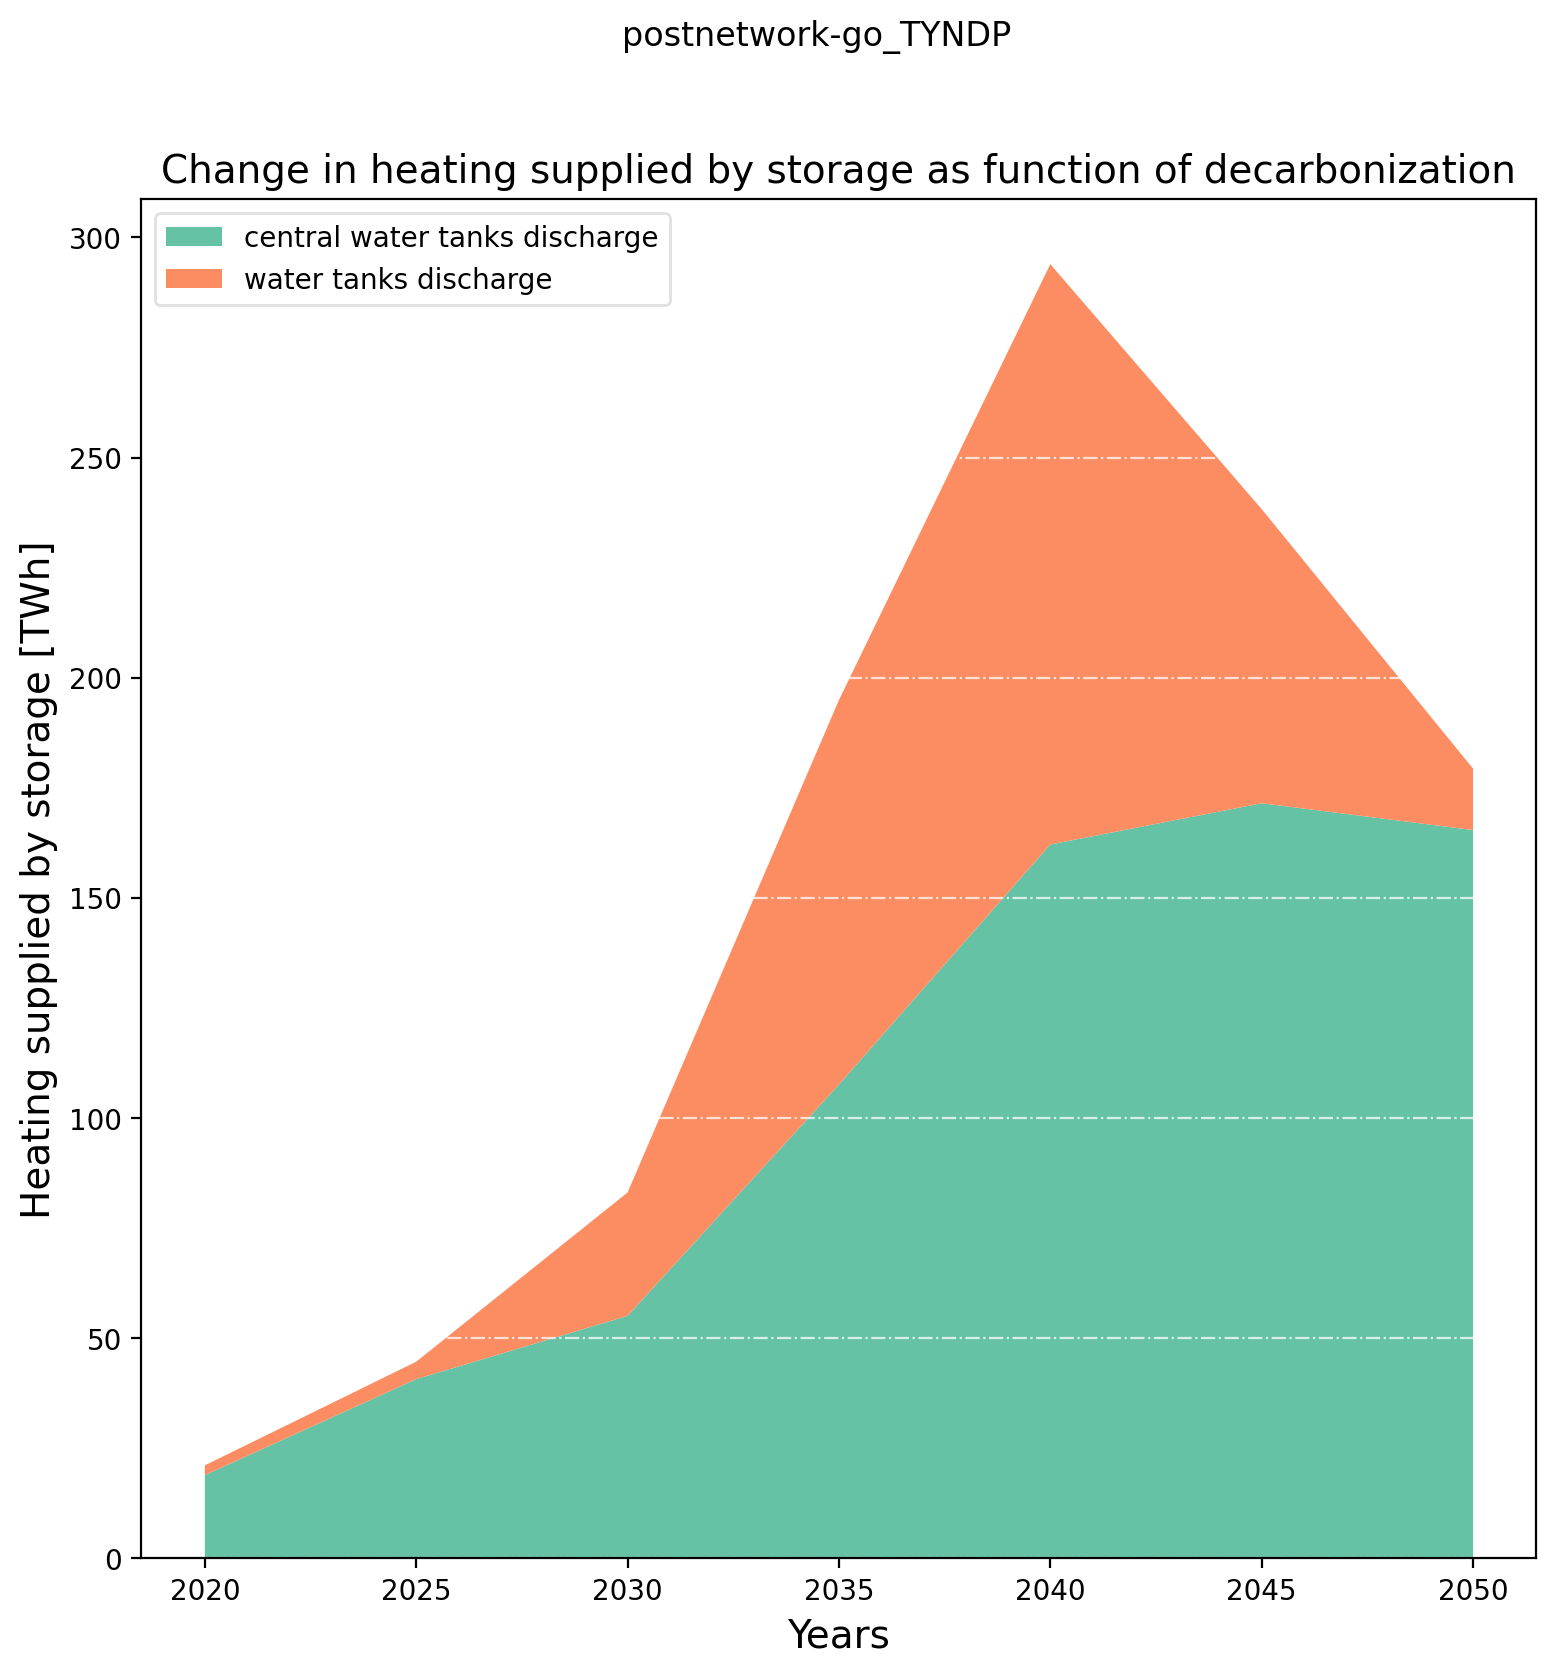 postnetwork-go_TYNDP
Change in heating supplied by storage as function of decarbonization
central water tanks discharge
water tanks discharge
Heating supplied by storage [TWh]
300
250
200
150
100
50
0
2020 2025 2030 2035 2040 2045 2050
Years